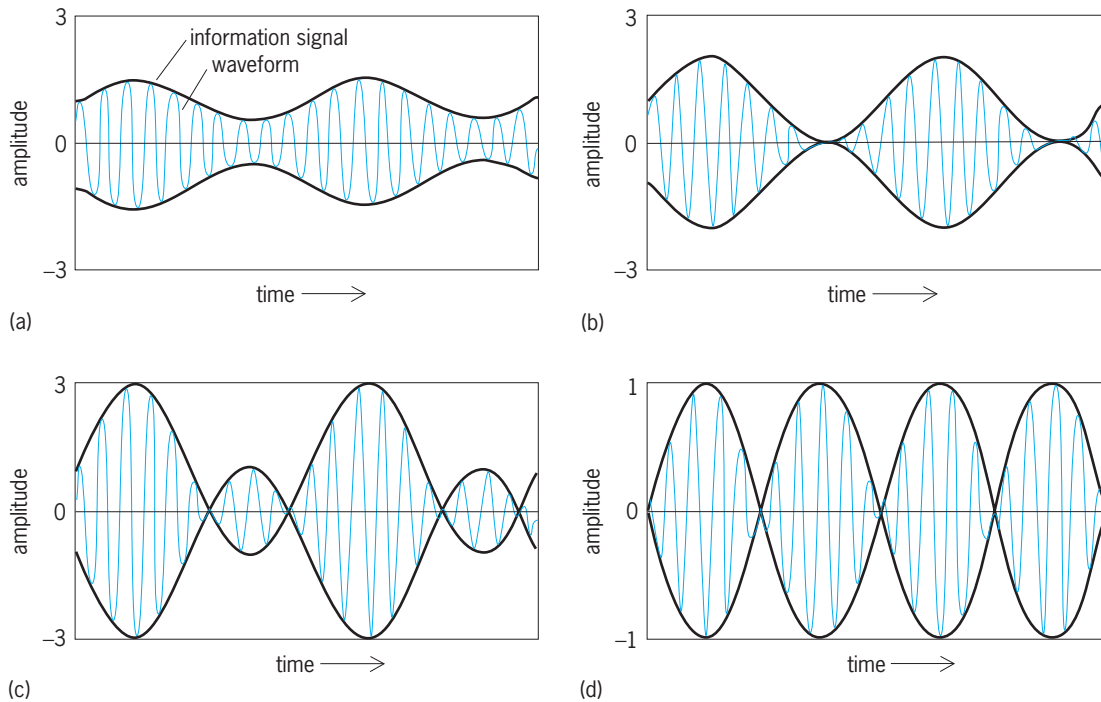 3
information signal
waveform
amplitude
0
–3
time
(a)
3
amplitude
0
–3
time
(b)
3
amplitude
0
–3
time
(c)
1
amplitude
0
–1
time
(d)